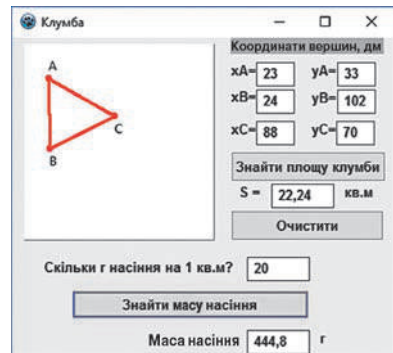 Клумба
Координати вершин, дм
xA= 23 yA= 33
xB= 24 yB= 102
xC= 88 yC= 70
A
B
C
Знайти площу клумби
S = 22,24 кв.м
Очистити
Скільки г насіння на 1 кв.м? 20
Знайти масу насіння
Маса насіння 444,8 г